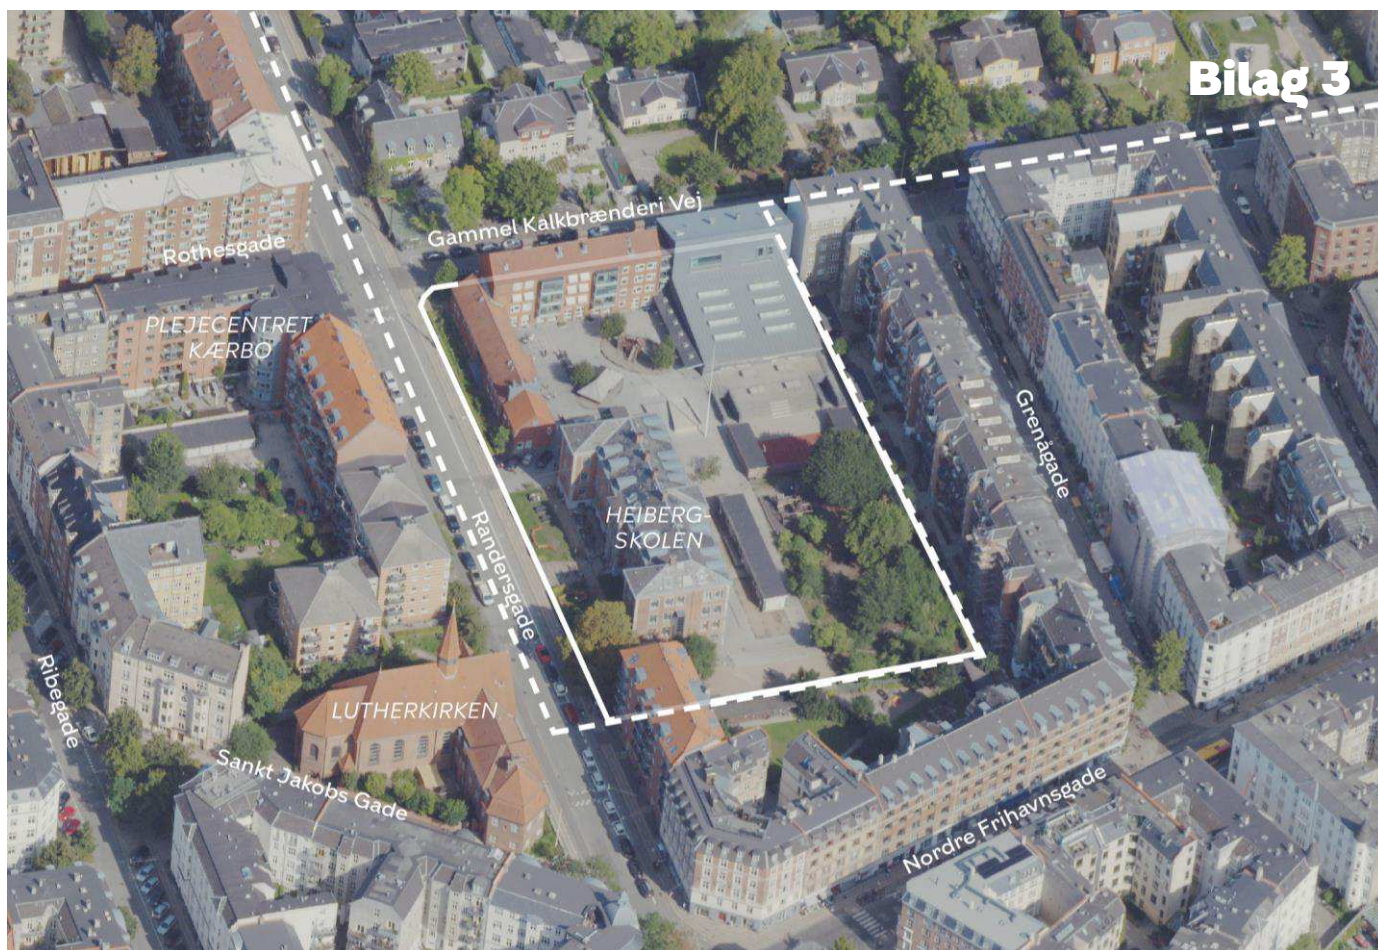 Bilag 3
Gammel Kalkbrænderi Vej
Rothesgade
PLEJECENTRET
KÆRBO
Grenågade
HEIBERG-
SKOLEN
Randersgade
Ribegade
LUTHERKIRKEN
Sankt Jakobs Gade
Nordre Frihavnsgade